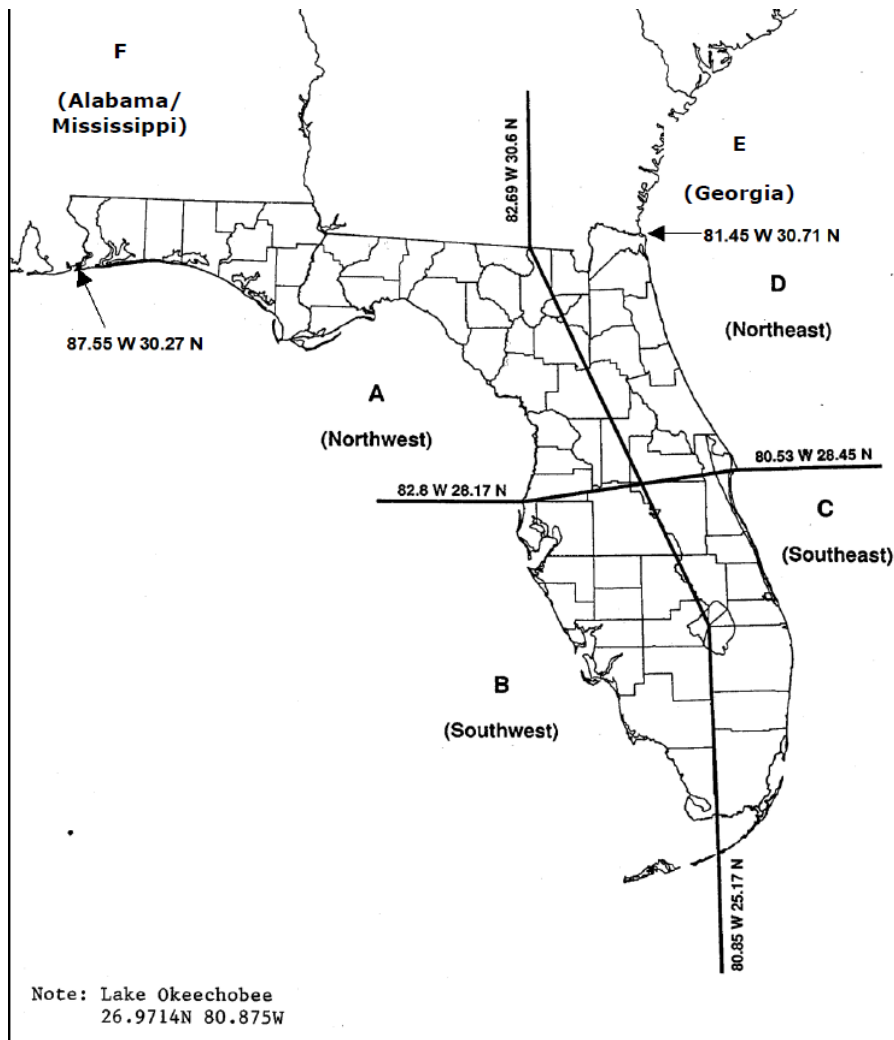 F
(Alabama/
Mississippi)
82.69 W 30.6 N
E
(Georgia)
81.45 W 30.71 N
D
(Northeast)
87.55 W 30.27 N
A
(Northwest)
80.53 W 28.45 N
82.8 W 28.17 N
C
(Southeast)
B
(Southwest)
80.85 W 25.17 N
Note: Lake Okeechobee
26.9714N 80.875W